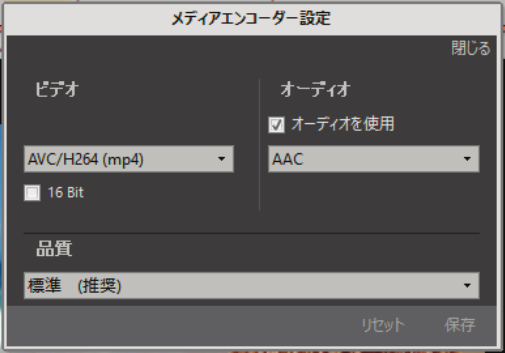 メディアエンコーダー設定
閉じる
ビデオ
オーディオ
オーディオを使用
AVC/H264 (mp4)
AAC
16 Bit
品質
標準 (推奨)
リセット
保存